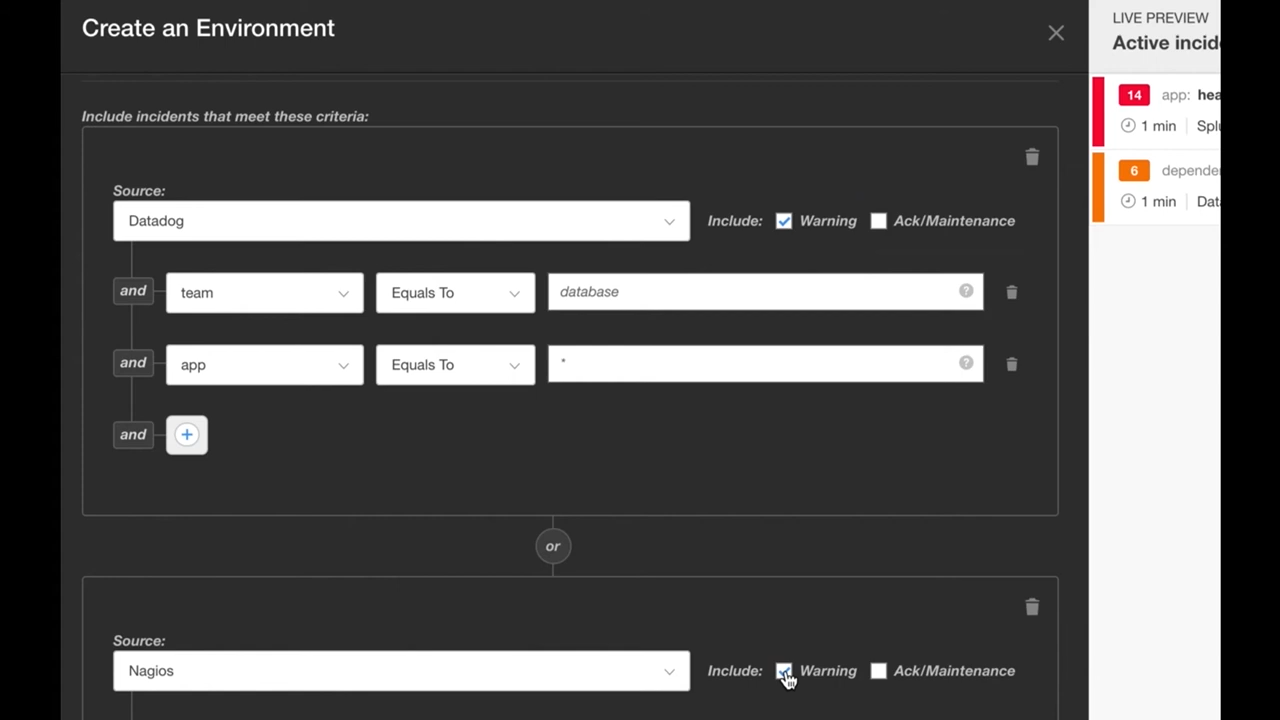 Create an Environment
LIVE PREVIEW
Active incid
14 app: hea
1 min Splu
6 depende
1 min Dat
Include incidents that meet these criteria:
Source:
Datadog Include: Warning Ack/Maintenance
and team Equals To database ?
and app Equals To * ?
and +
or
Source:
Nagios Include: Warning Ack/Maintenance